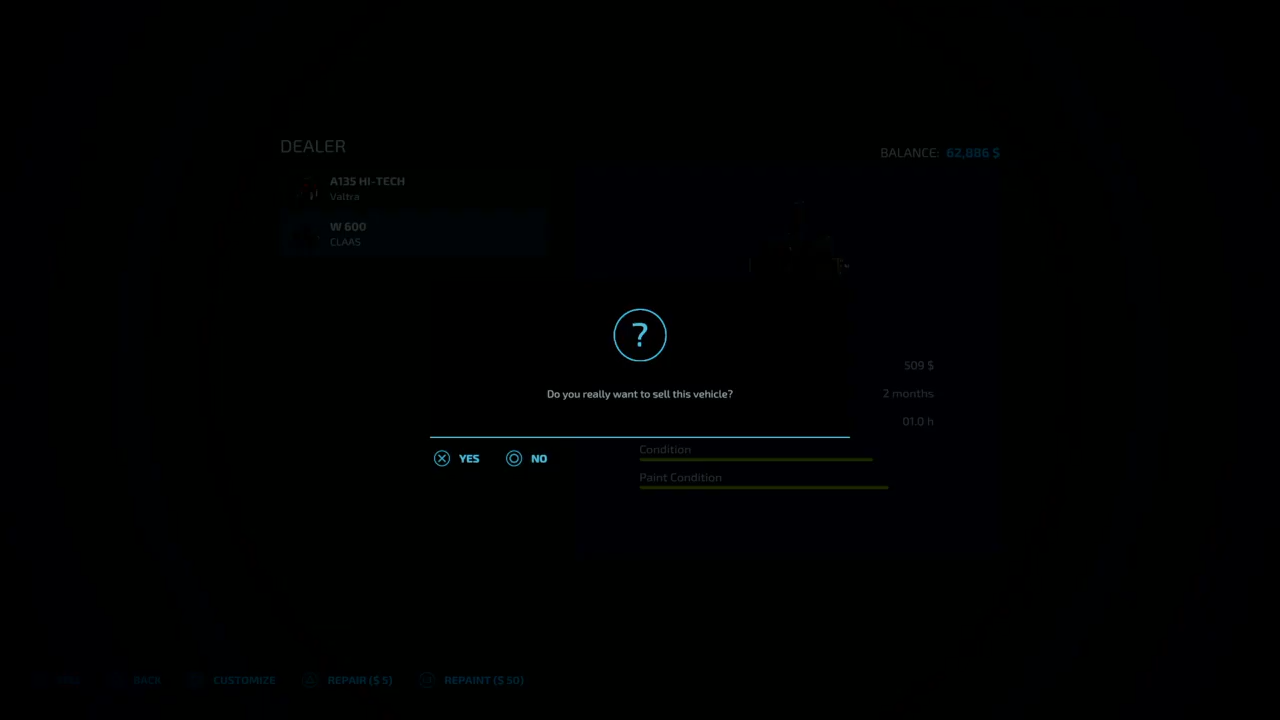 DEALER
BALANCE: 62,886 $
A135 HI-TECH
Valtra
W 600
CLAAS
?
Do you really want to sell this vehicle?
509 $
2 months
01.0 h
YES NO
Condition
Paint Condition
BACK CUSTOMIZE REPAIR ($ 5) REPAINT ($ 50)